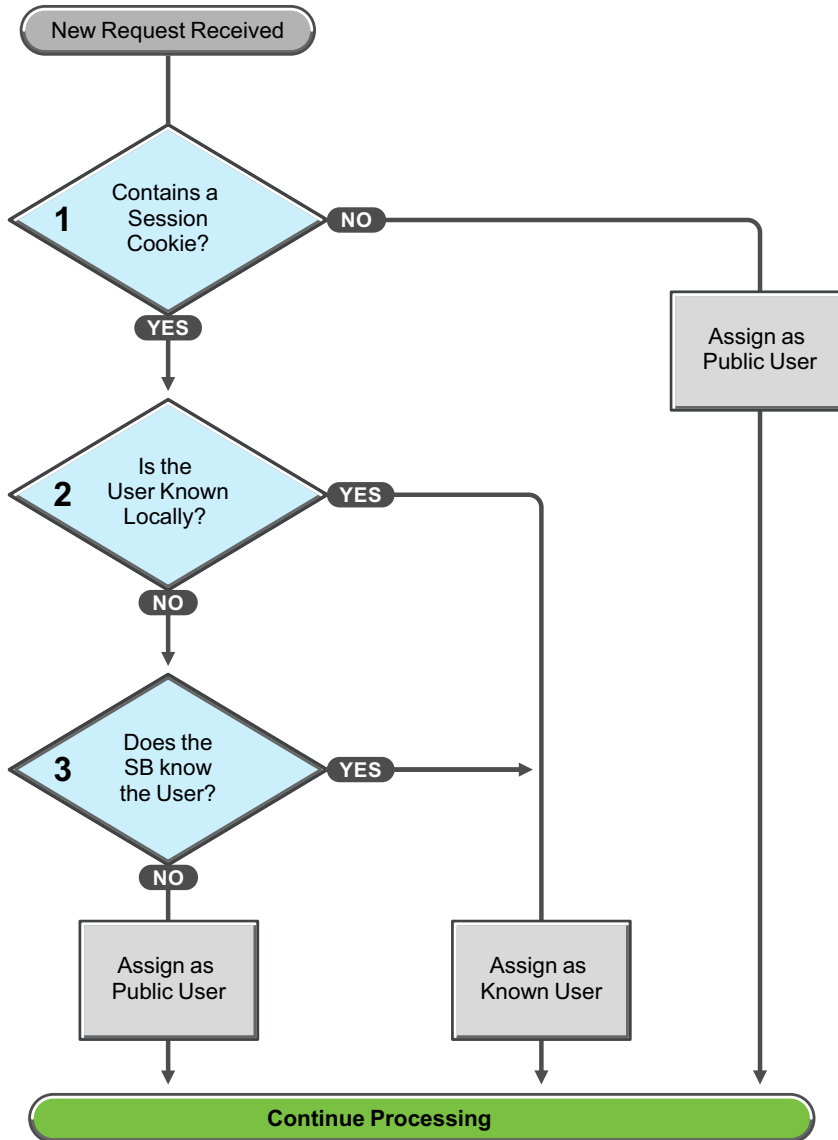 New Request Received
1
Contains a
Session
Cookie?
NO
YES
Assign as
Public User
2
Is the
User Known
Locally?
YES
NO
3
Does the
SB know
the User?
YES
NO
Assign as
Public User
Assign as
Known User
Continue Processing